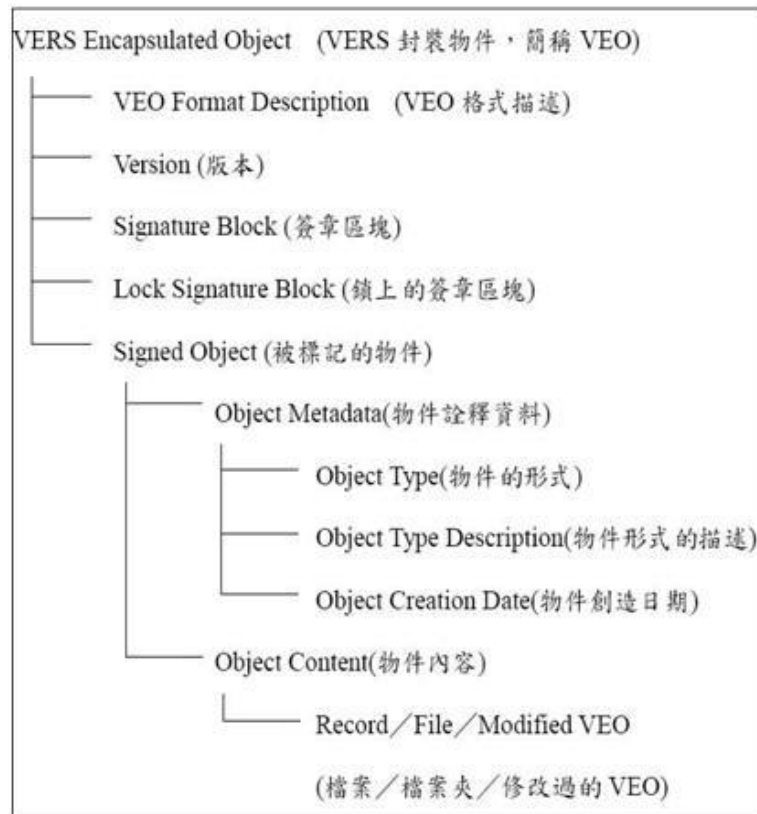 VERS Encapsulated Object (VERS 封裝物件，簡稱 VEO)
VEO Format Description (VEO 格式描述)
Version (版本)
Signature Block (簽章區塊)
Lock Signature Block (鎖上的簽章區塊)
Signed Object (被標記的物件)
Object Metadata(物件詮釋資料)
Object Type(物件的形式)
Object Type Description(物件形式的描述)
Object Creation Date(物件創造日期)
Object Content(物件內容)
Record／File／Modified VEO
(檔案／檔案夾／修改過的 VEO)